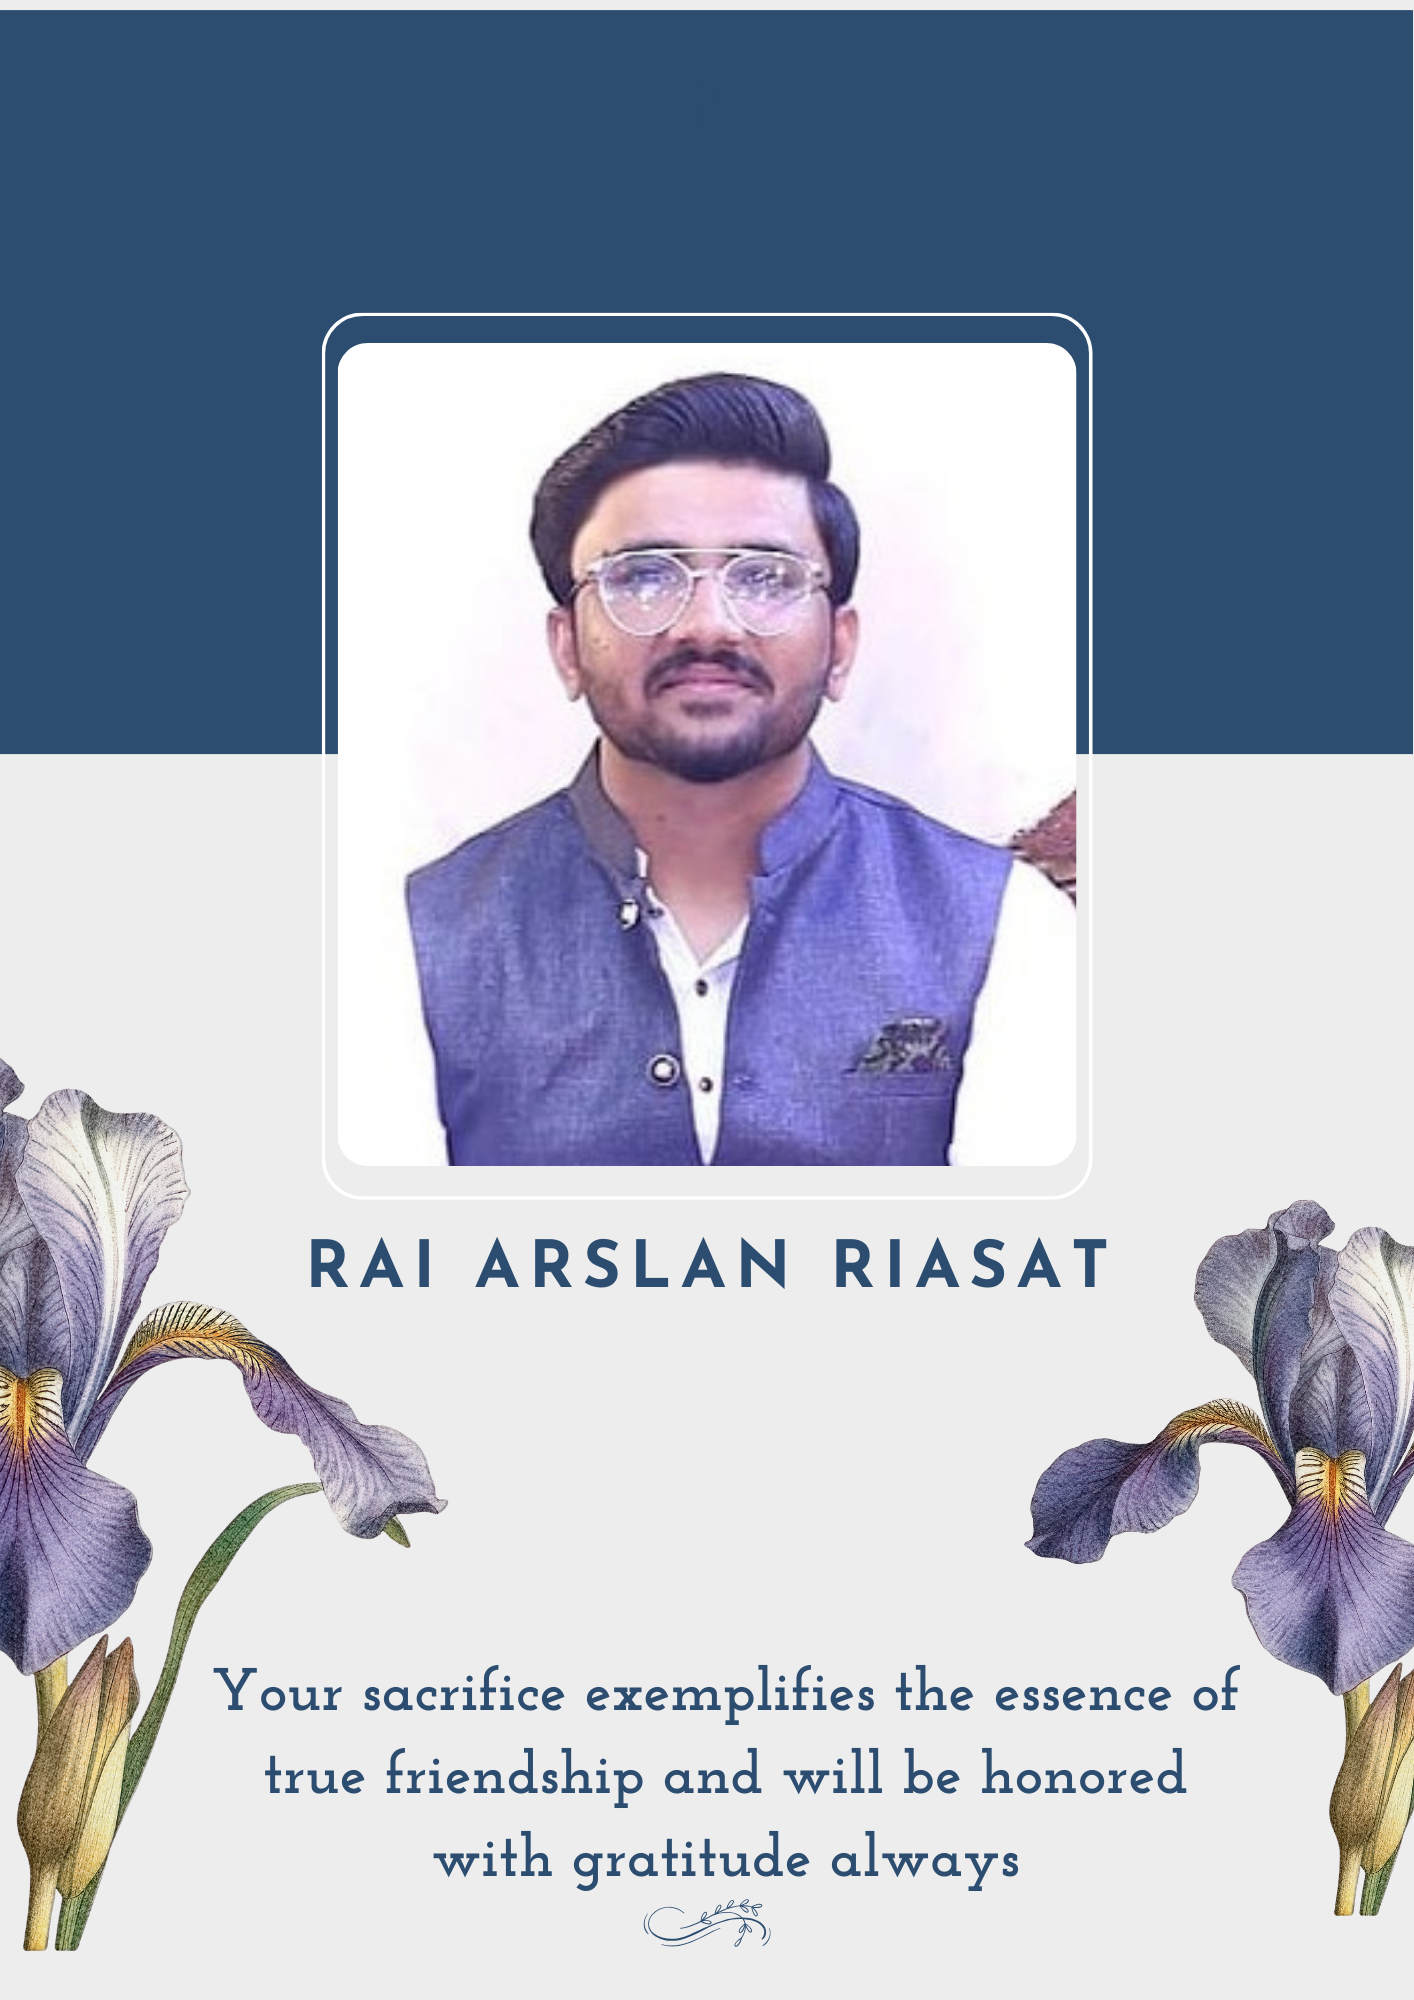 RAI ARSLAN RIASAT
Your sacrifice exemplifies the essence of
true friendship and will be honored
with gratitude always